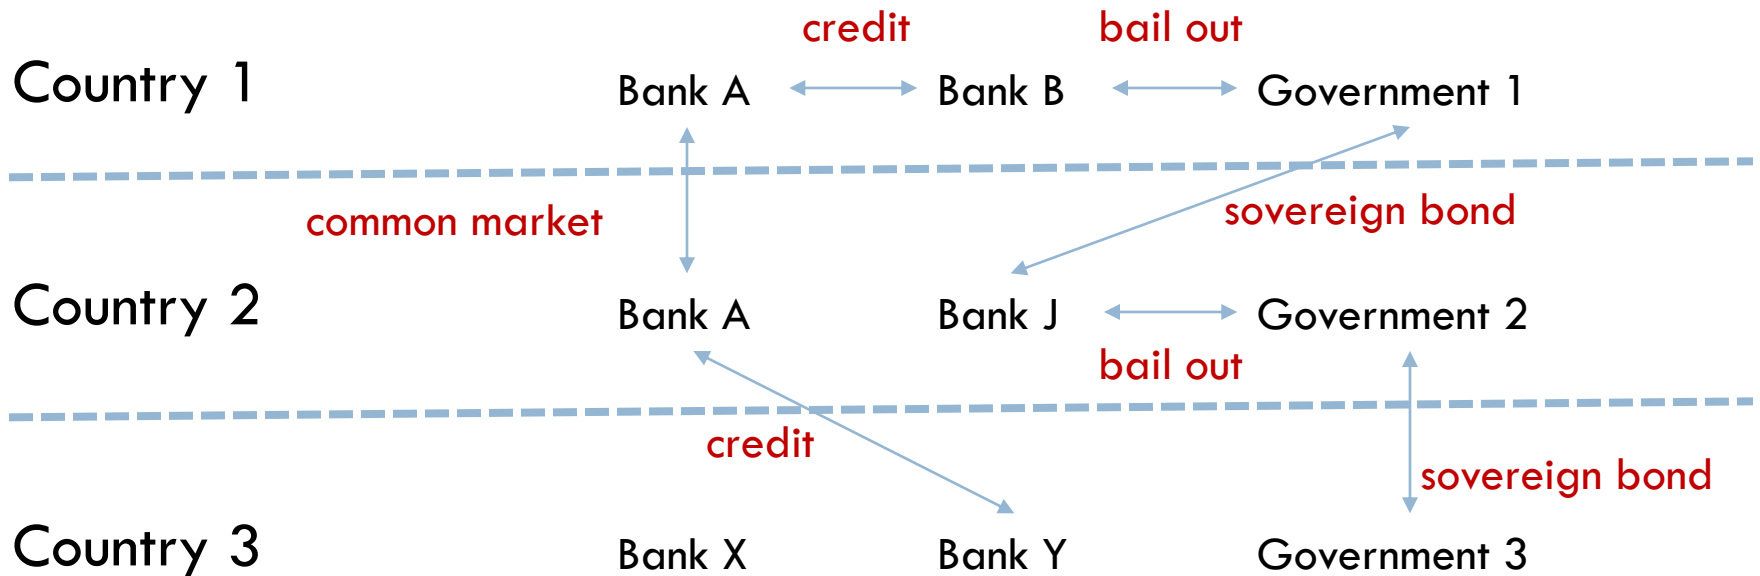 credit bail out
Country 1 Bank A Bank B Government 1
common market sovereign bond
Country 2 Bank A Bank J Government 2
bail out
credit
sovereign bond
Country 3 Bank X Bank Y Government 3